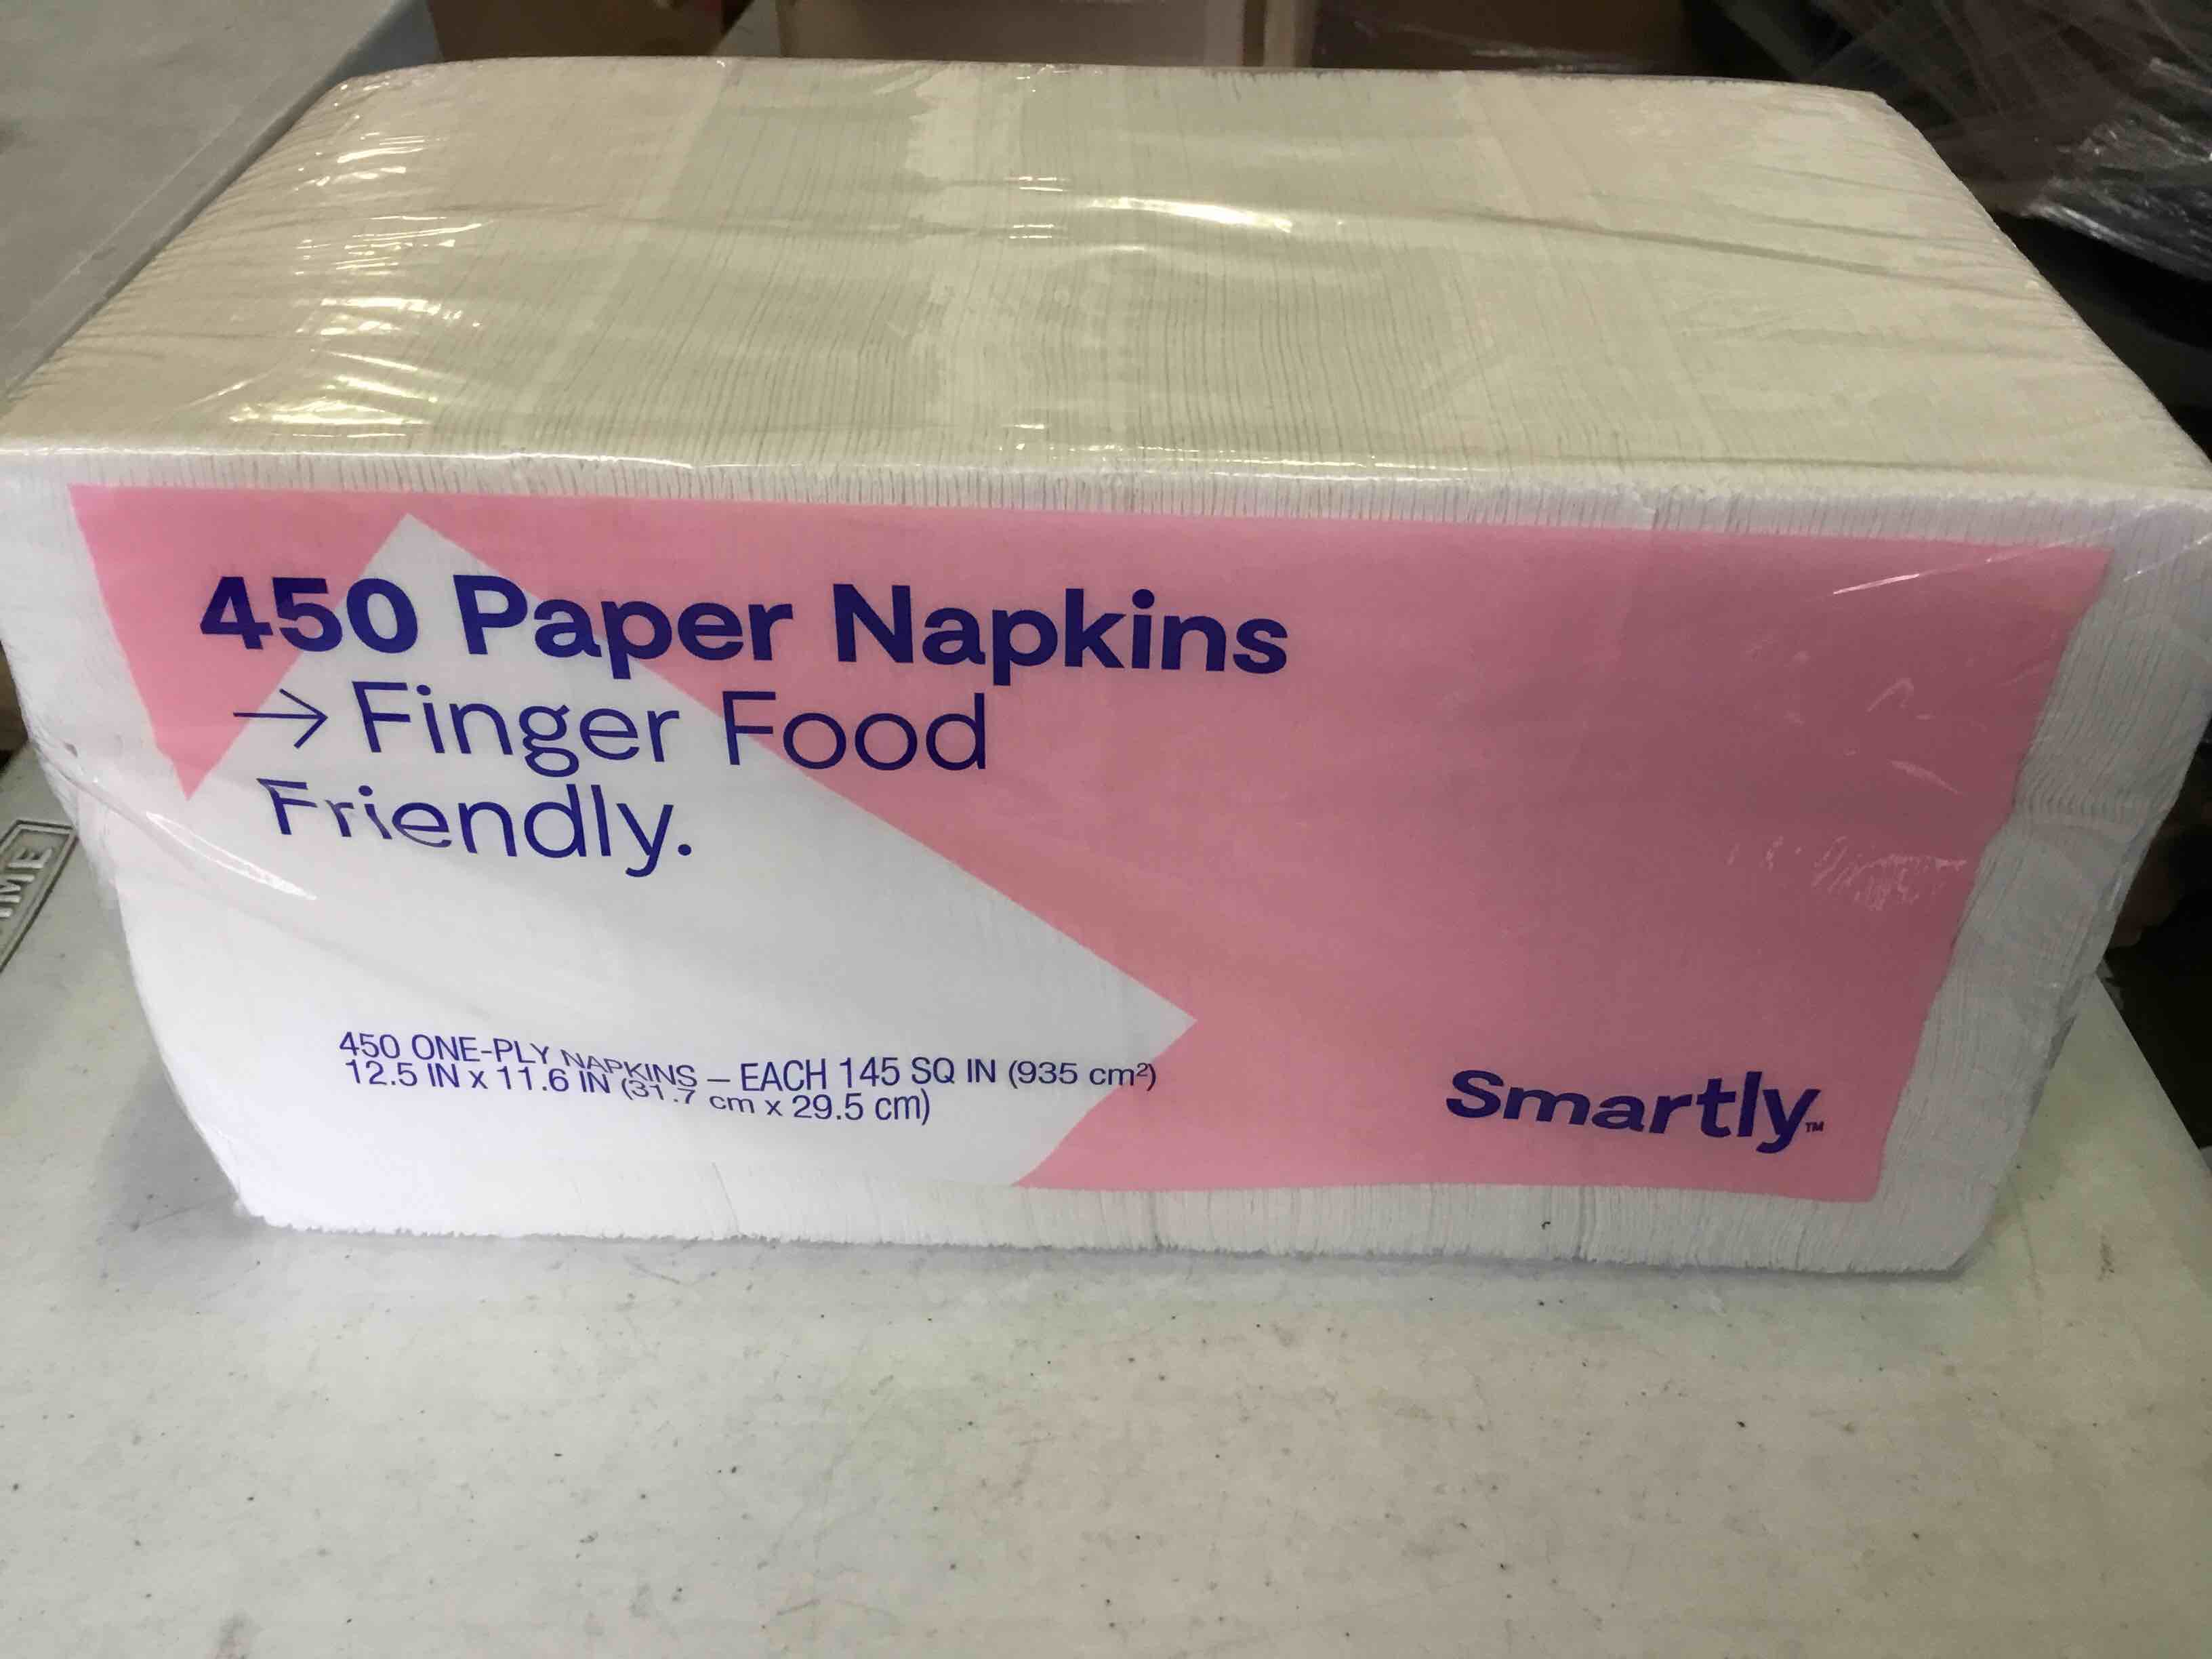 450 Paper Napkins
→ Finger Food
Friendly.
450 ONE-PLY NAPKINS – EACH 145 SQ IN (935 cm²)
12.5 IN x 11.6 IN (31.7 cm x 29.5 cm)
Smartly™